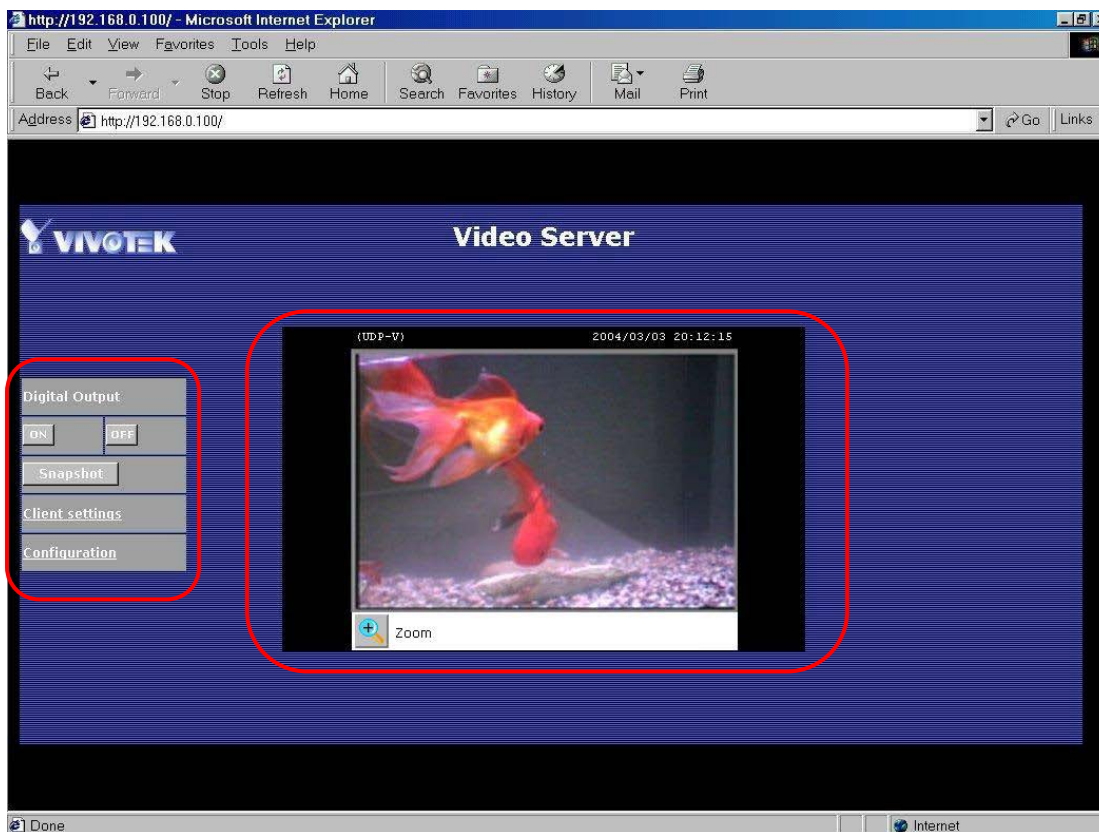 http://192.168.0.100/ - Microsoft Internet Explorer
File Edit View Favorites Tools Help
Back Forward Stop Refresh Home Search Favorites History Mail Print
Address http://192.168.0.100/ Go Links
VIVOTEK
Video Server
(UDP-V) 2004/03/03 20:12:15
Digital Output
ON OFF
Snapshot
Client settings
Configuration
Zoom
Done Internet